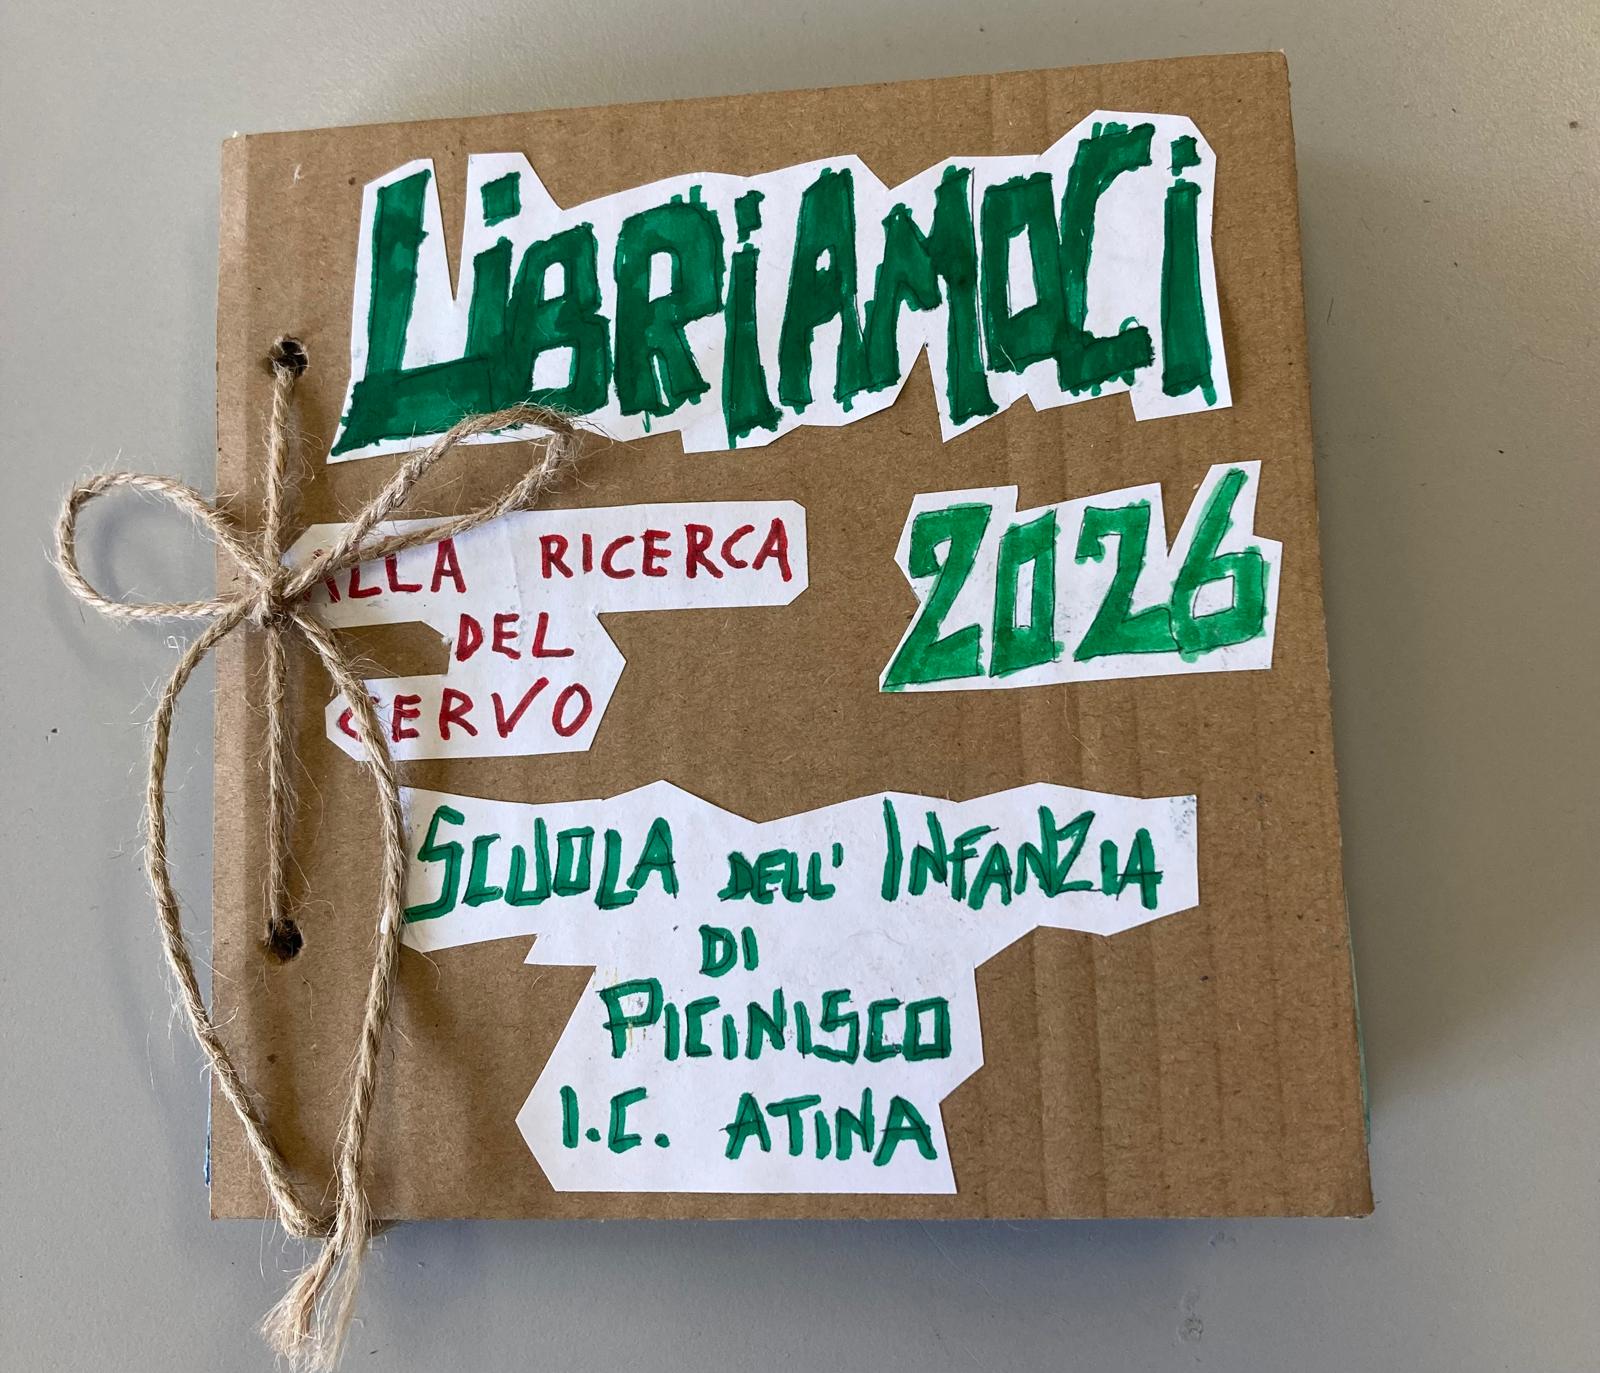 LiBRiAMOCi
2026
ALLA RICERCA
DEL
CERVO
SCUOLA DELL' INFANZIA
DI
PICINISCO
I.C. ATINA